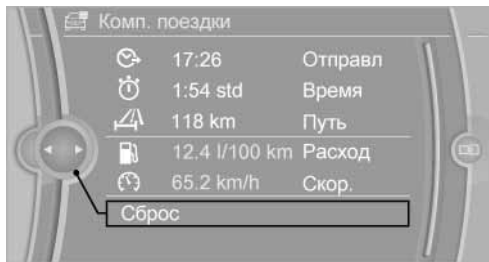 Комп. поездки
17:26 Отправл
1:54 std Время
118 km Путь
12.4 l/100 km Расход
65.2 km/h Скор.
Сброс